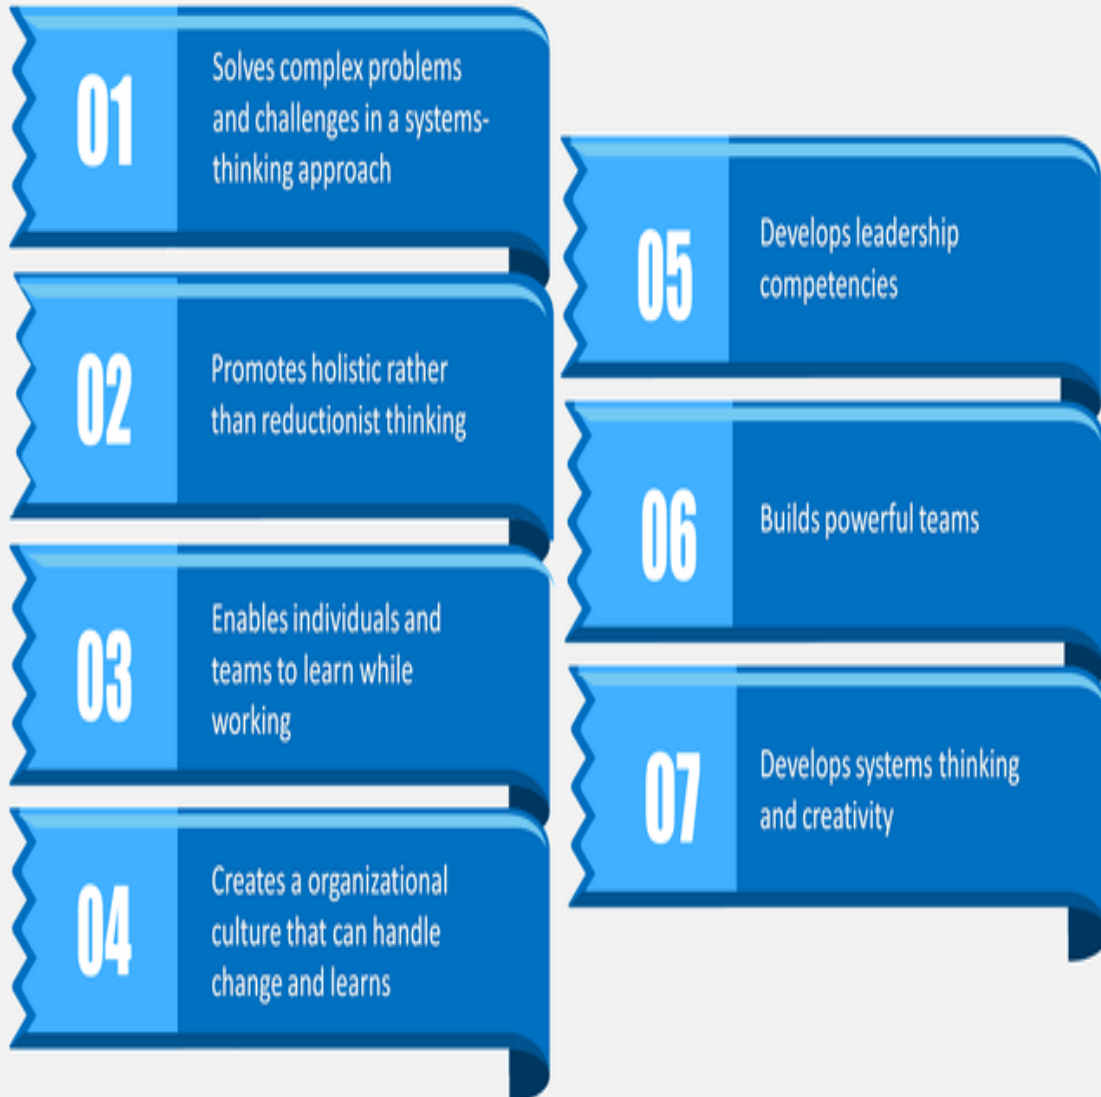 01
Solves complex problems
and challenges in a systems-
thinking approach
02
Promotes holistic rather
than reductionist thinking
03
Enables individuals and
teams to learn while
working
04
Creates a organizational
culture that can handle
change and learns
05
Develops leadership
competencies
06
Builds powerful teams
07
Develops systems thinking
and creativity